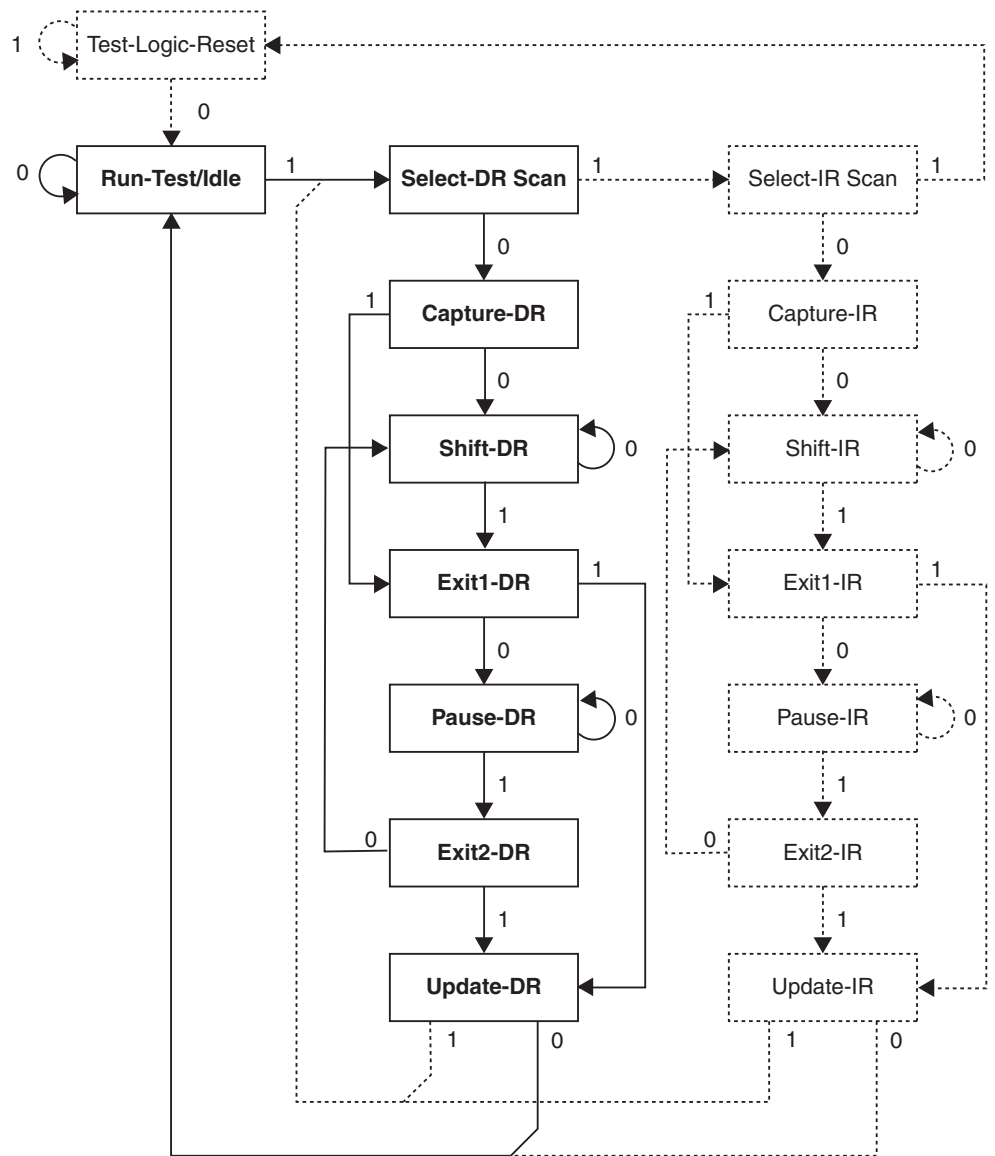 Test-Logic-Reset
1
0
Run-Test/Idle
0
1
Select-DR Scan
1
Select-IR Scan
1
0
0
Capture-DR
1
Capture-IR
1
0
0
Shift-DR
0
Shift-IR
0
1
1
Exit1-DR
1
Exit1-IR
1
0
0
Pause-DR
0
Pause-IR
0
1
1
Exit2-DR
0
Exit2-IR
0
1
1
Update-DR
Update-IR
1
0
1
0